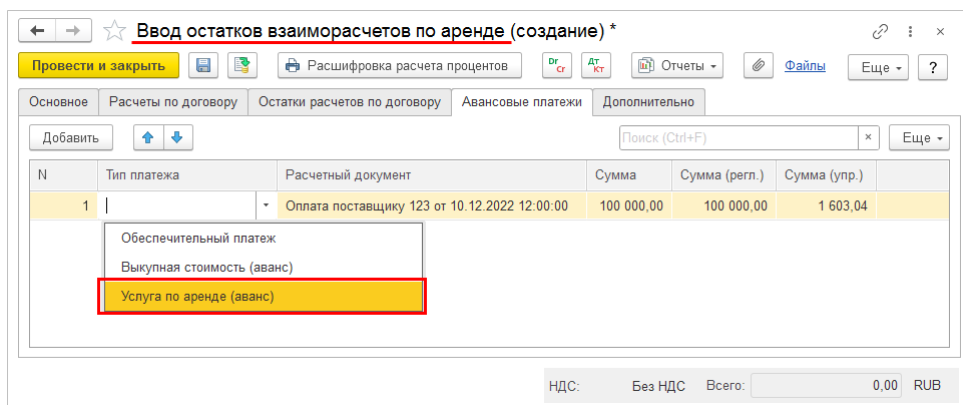 Ввод остатков взаиморасчетов по аренде (создание) *
Провести и закрыть Расшифровка расчета процентов Dr Cr Дт Кт Отчеты Файлы Еще ?
Основное Расчеты по договору Остатки расчетов по договору Авансовые платежи Дополнительно
Добавить Поиск (Ctrl+F) × Еще
N Тип платежа Расчетный документ Сумма Сумма (регл.) Сумма (упр.)
1 Оплата поставщику 123 от 10.12.2022 12:00:00 100 000,00 100 000,00 1 603,04
Обеспечительный платеж
Выкупная стоимость (аванс)
Услуга по аренде (аванс)
НДС: Без НДС Всего: 0,00 RUB